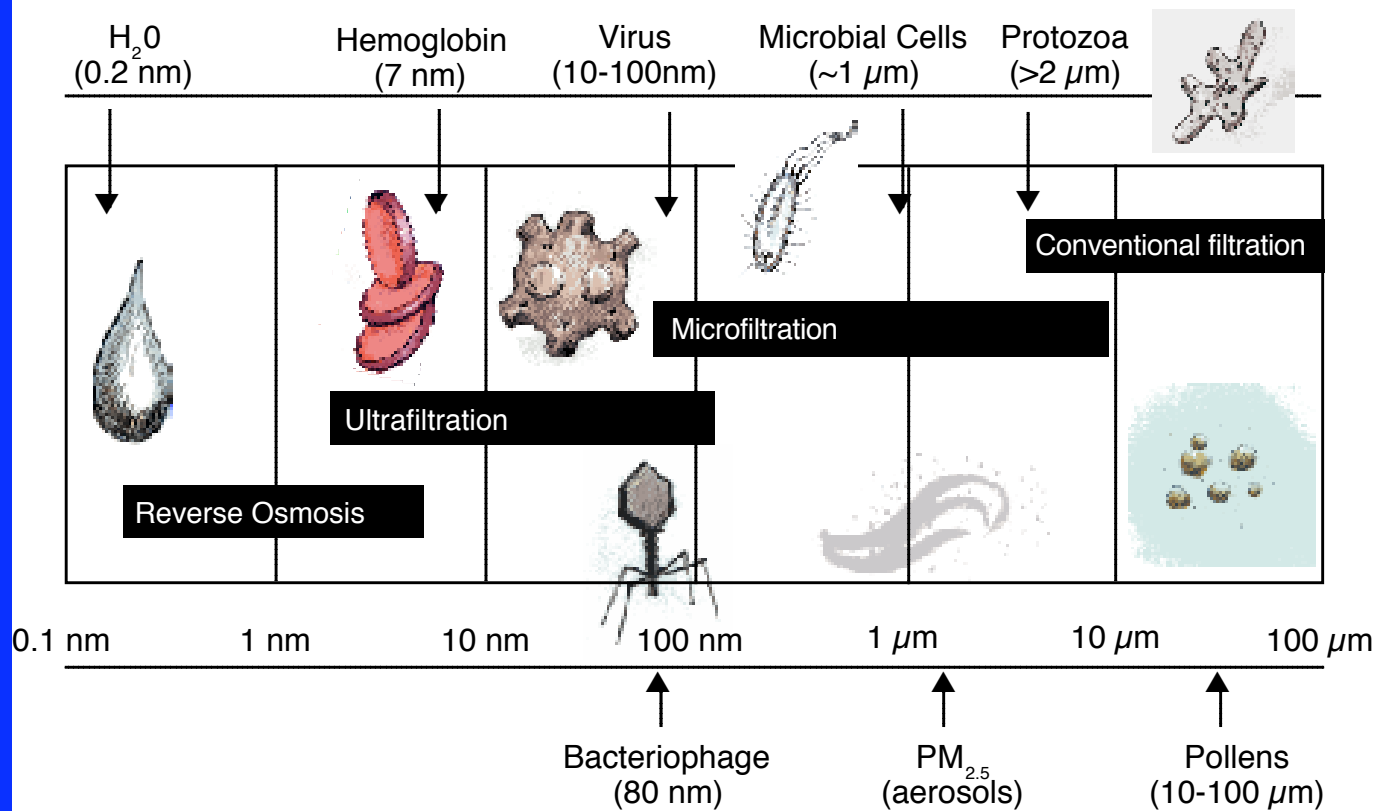 H₂0
(0.2 nm)
Hemoglobin
(7 nm)
Virus
(10-100nm)
Microbial Cells
(~1 µm)
Protozoa
(>2 µm)
Conventional filtration
Microfiltration
Ultrafiltration
Reverse Osmosis
0.1 nm
1 nm
10 nm
100 nm
1 µm
10 µm
100 µm
Bacteriophage
(80 nm)
PM₂.₅
(aerosols)
Pollens
(10-100 µm)